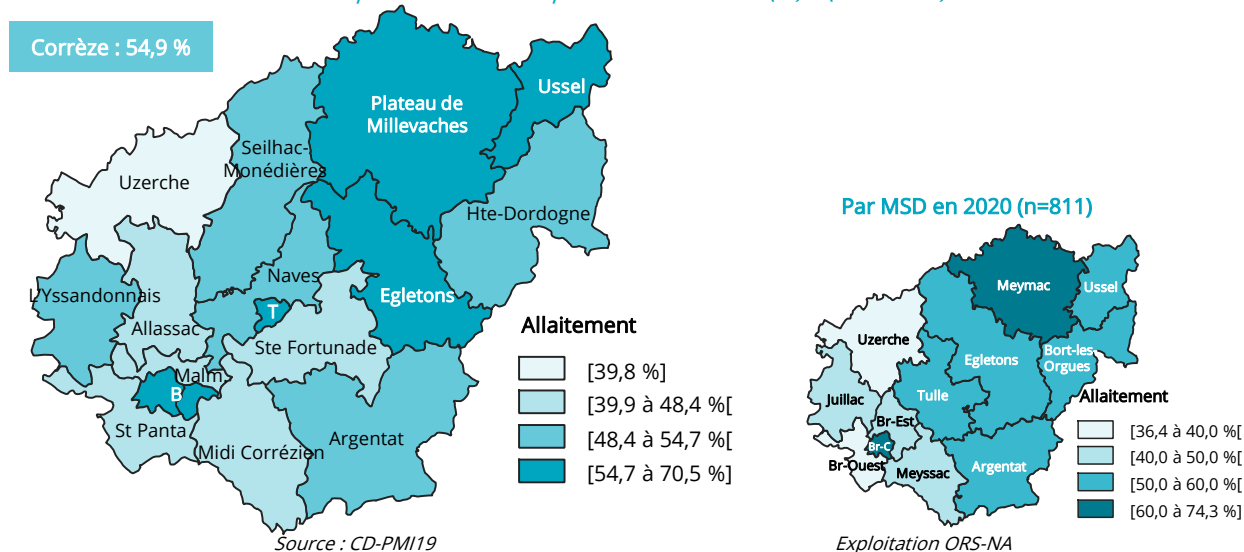 Corrèze : 54,9 %
Ussel
Plateau de
Millevaches
Seilhac-
Monédières
Uzerche
Hte-Dordogne
Naves
L'Yssandonnais
Egletons
T
Allassac
Ste Fortunade
Malm.
B
St Panta
Midi Corrézien
Argentat
Allaitement
[39,8 %]
[39,9 à 48,4 %[
[48,4 à 54,7 %[
[54,7 à 70,5 %]
Source : CD-PMI19
Par MSD en 2020 (n=811)
Meymac
Ussel
Uzerche
Egletons
Bort-les
Orgues
Juillac
Tulle
Br-Est
Br-C
Br-Ouest
Meyssac
Argentat
Allaitement
[36,4 à 40,0 %[
[40,0 à 50,0 %[
[50,0 à 60,0 %[
[60,0 à 74,3 %]
Exploitation ORS-NA